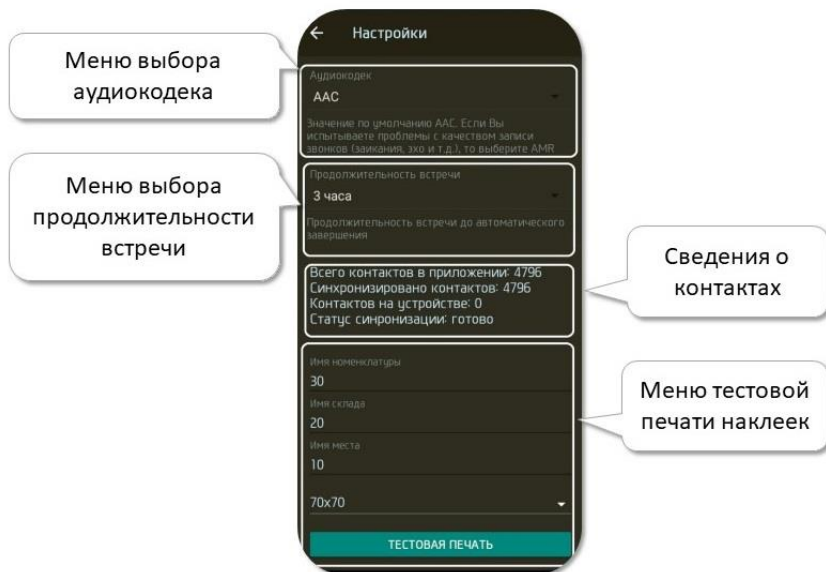 Настройки
Меню выбора
аудиокодека
Аудиокодек
AAC
Значение по умолчанию AAC. Если Вы
испытываете проблемы с качеством записи
звонков (заикания, эхо и т.д.), то выберите AMR
Меню выбора
продолжительности
встречи
Продолжительность встречи
3 часа
Продолжительность встречи до автоматического
завершения
Всего контактов в приложении: 4796
Синхронизировано контактов: 4796
Контактов на устройстве: 0
Статус синронизации: готово
Сведения о
контактах
Имя номенклатуры
30
Имя склада
20
Имя места
10
70x70
ТЕСТОВАЯ ПЕЧАТЬ
Меню тестовой
печати наклеек